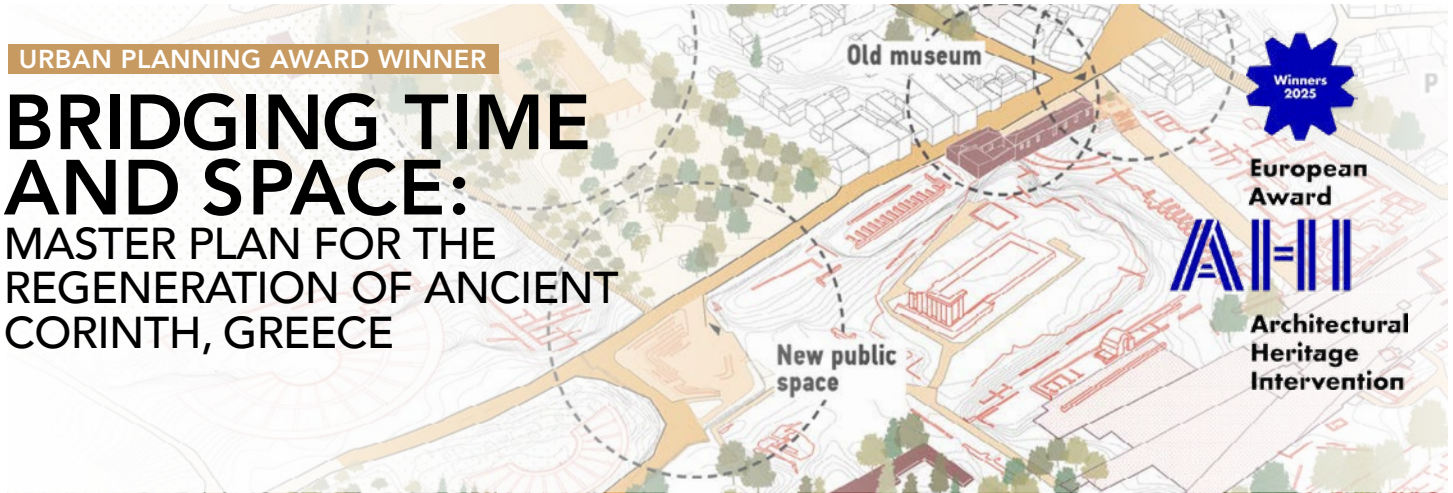 URBAN PLANNING AWARD WINNER
BRIDGING TIME
AND SPACE:
MASTER PLAN FOR THE
REGENERATION OF ANCIENT
CORINTH, GREECE
Old museum
New public
space
P
Winners
2025
European
Award
AHI
Architectural
Heritage
Intervention